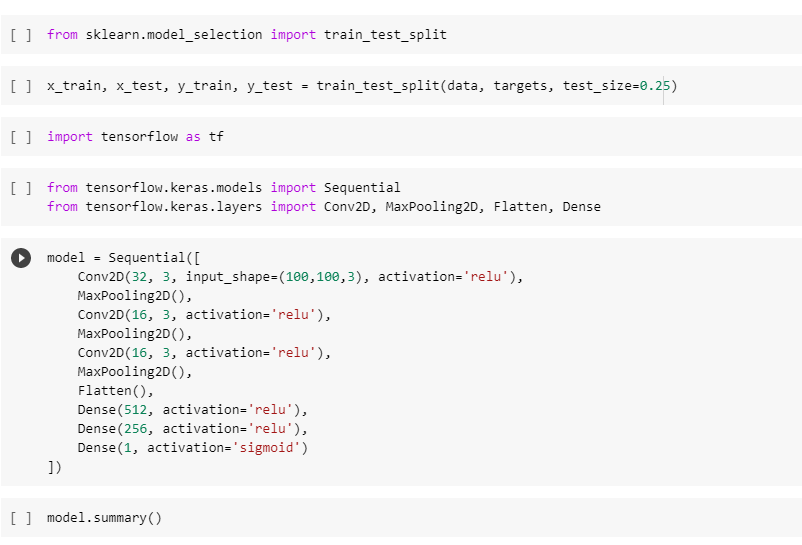 [ ] from sklearn.model_selection import train_test_split
[ ] x_train, x_test, y_train, y_test = train_test_split(data, targets, test_size=0.25)
[ ] import tensorflow as tf
[ ] from tensorflow.keras.models import Sequential
from tensorflow.keras.layers import Conv2D, MaxPooling2D, Flatten, Dense
model = Sequential([
    Conv2D(32, 3, input_shape=(100,100,3), activation='relu'),
    MaxPooling2D(),
    Conv2D(16, 3, activation='relu'),
    MaxPooling2D(),
    Conv2D(16, 3, activation='relu'),
    MaxPooling2D(),
    Flatten(),
    Dense(512, activation='relu'),
    Dense(256, activation='relu'),
    Dense(1, activation='sigmoid')
])
[ ] model.summary()